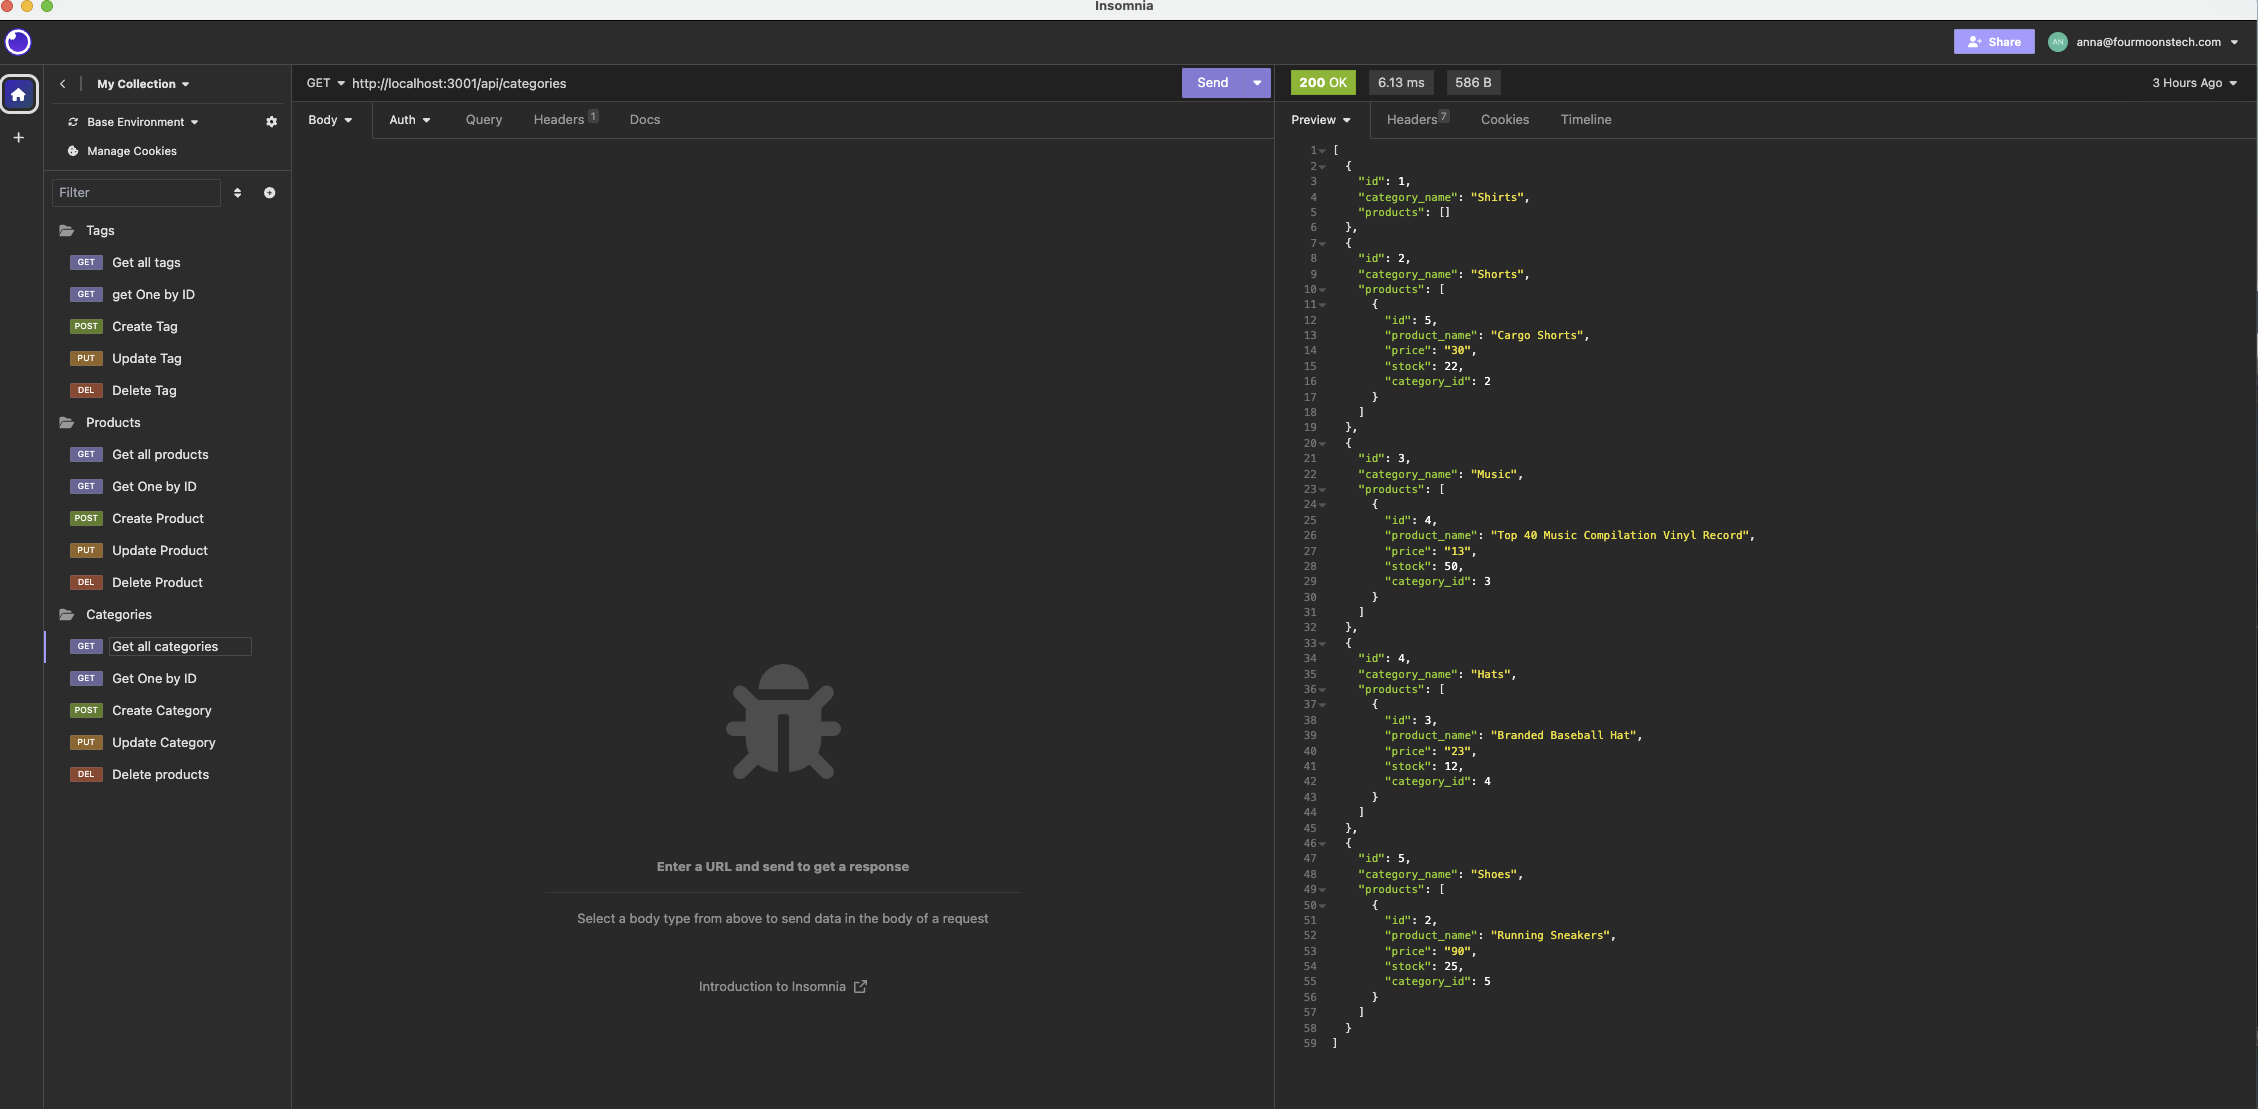 Insomnia
Share
AN
anna@fourmoonstech.com
My Collection
Base Environment
Manage Cookies
Filter
Tags
GET Get all tags
GET get One by ID
POST Create Tag
PUT Update Tag
DEL Delete Tag
Products
GET Get all products
GET Get One by ID
POST Create Product
PUT Update Product
DEL Delete Product
Categories
GET Get all categories
GET Get One by ID
POST Create Category
PUT Update Category
DEL Delete products
GET http://localhost:3001/api/categories
Send
Body Auth Query Headers 1 Docs
Enter a URL and send to get a response
Select a body type from above to send data in the body of a request
Introduction to Insomnia
200 OK 6.13 ms 586 B
3 Hours Ago
Preview Headers 7 Cookies Timeline
1 [
2 {
3 "id": 1,
4 "category_name": "Shirts",
5 "products": []
6 },
7 {
8 "id": 2,
9 "category_name": "Shorts",
10 "products": [
11 {
12 "id": 5,
13 "product_name": "Cargo Shorts",
14 "price": "30",
15 "stock": 22,
16 "category_id": 2
17 }
18 ]
19 },
20 {
21 "id": 3,
22 "category_name": "Music",
23 "products": [
24 {
25 "id": 4,
26 "product_name": "Top 40 Music Compilation Vinyl Record",
27 "price": "13",
28 "stock": 50,
29 "category_id": 3
30 }
31 ]
32 },
33 {
34 "id": 4,
35 "category_name": "Hats",
36 "products": [
37 {
38 "id": 3,
39 "product_name": "Branded Baseball Hat",
40 "price": "23",
41 "stock": 12,
42 "category_id": 4
43 }
44 ]
45 },
46 {
47 "id": 5,
48 "category_name": "Shoes",
49 "products": [
50 {
51 "id": 2,
52 "product_name": "Running Sneakers",
53 "price": "90",
54 "stock": 25,
55 "category_id": 5
56 }
57 ]
58 }
59 ]